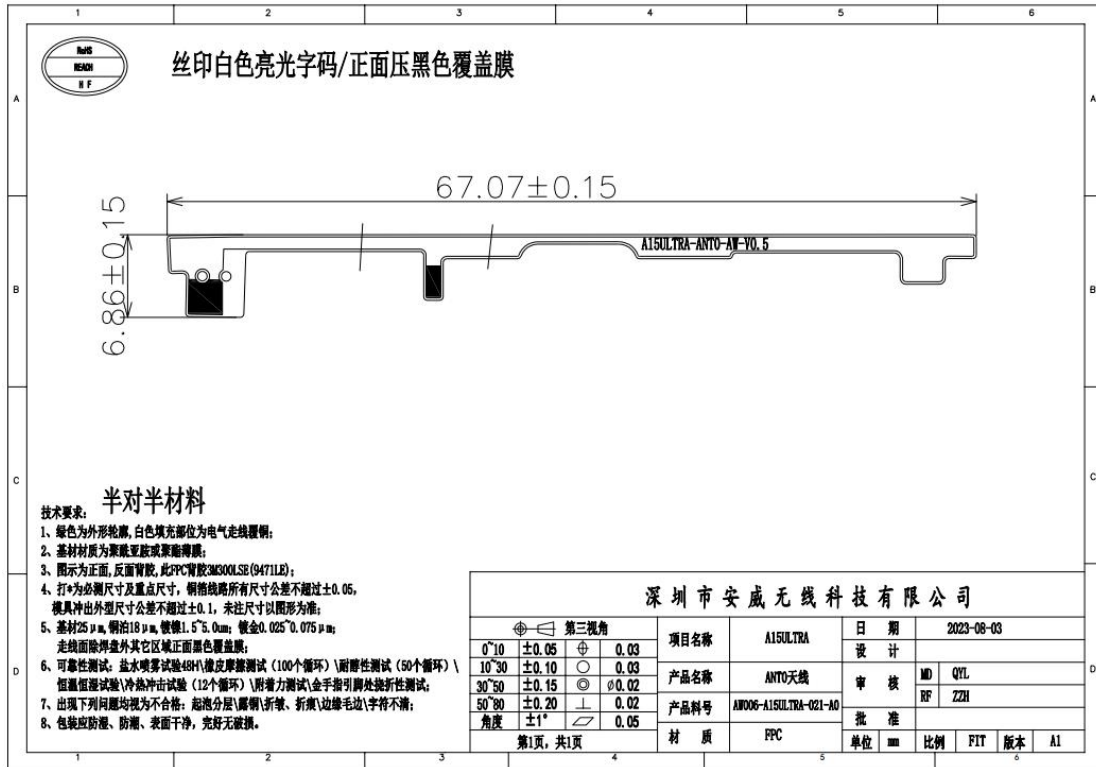 1 2 3 4 5 6
RoHS
REACH
H F
丝印白色亮光字码/正面压黑色覆盖膜
A A
67.07±0.15
6.86±0.15
A15ULTRA-ANT0-AW-V0.5
B B
C C
半对半材料
技术要求:
1、绿色为外形轮廓,白色填充部位为电气走线覆铜;
2、基材材质为聚酰亚胺或聚酯薄膜;
3、图示为正面,反面背胶,此FPC背胶3M300LSE(9471LE);
4、打*为必测尺寸及重点尺寸,铜箔线路所有尺寸公差不超过±0.05,
模具冲出外型尺寸公差不超过±0.1,未注尺寸以图形为准;
5、基材25μm,铜泊18μm,镀镍1.5~5.0um;镀金0.025~0.075μm;
走线面除焊盘外其它区域正面黑色覆盖膜;
6、可靠性测试:盐水喷雾试验48H\橡皮摩擦测试(100个循环)\耐醇性测试(50个循环)\
恒温恒湿试验\冷热冲击试验(12个循环)\附着力测试\金手指引脚处挠折性测试;
7、出现下列问题均视为不合格:起泡分层\露铜\折皱、折痕\边缘毛边\字符不清;
8、包装应防湿、防潮、表面干净,完好无破损。
D D
深圳市安威无线科技有限公司
第三视角
0~10 ±0.05 0.03
10~30 ±0.10 0.03
30~50 ±0.15 ⌀0.02
50~80 ±0.20 0.02
角度 ±1° 0.05
第1页,共1页
项目名称 A15ULTRA
产品名称 ANT0天线
产品料号 AW006-A15ULTRA-021-A0
材 质 FPC
日 期 2023-08-03
设 计
审 核 MD QYL
RF ZZH
批 准
单位 mm 比例 FIT 版本 A1
1 2 3 4 5 6